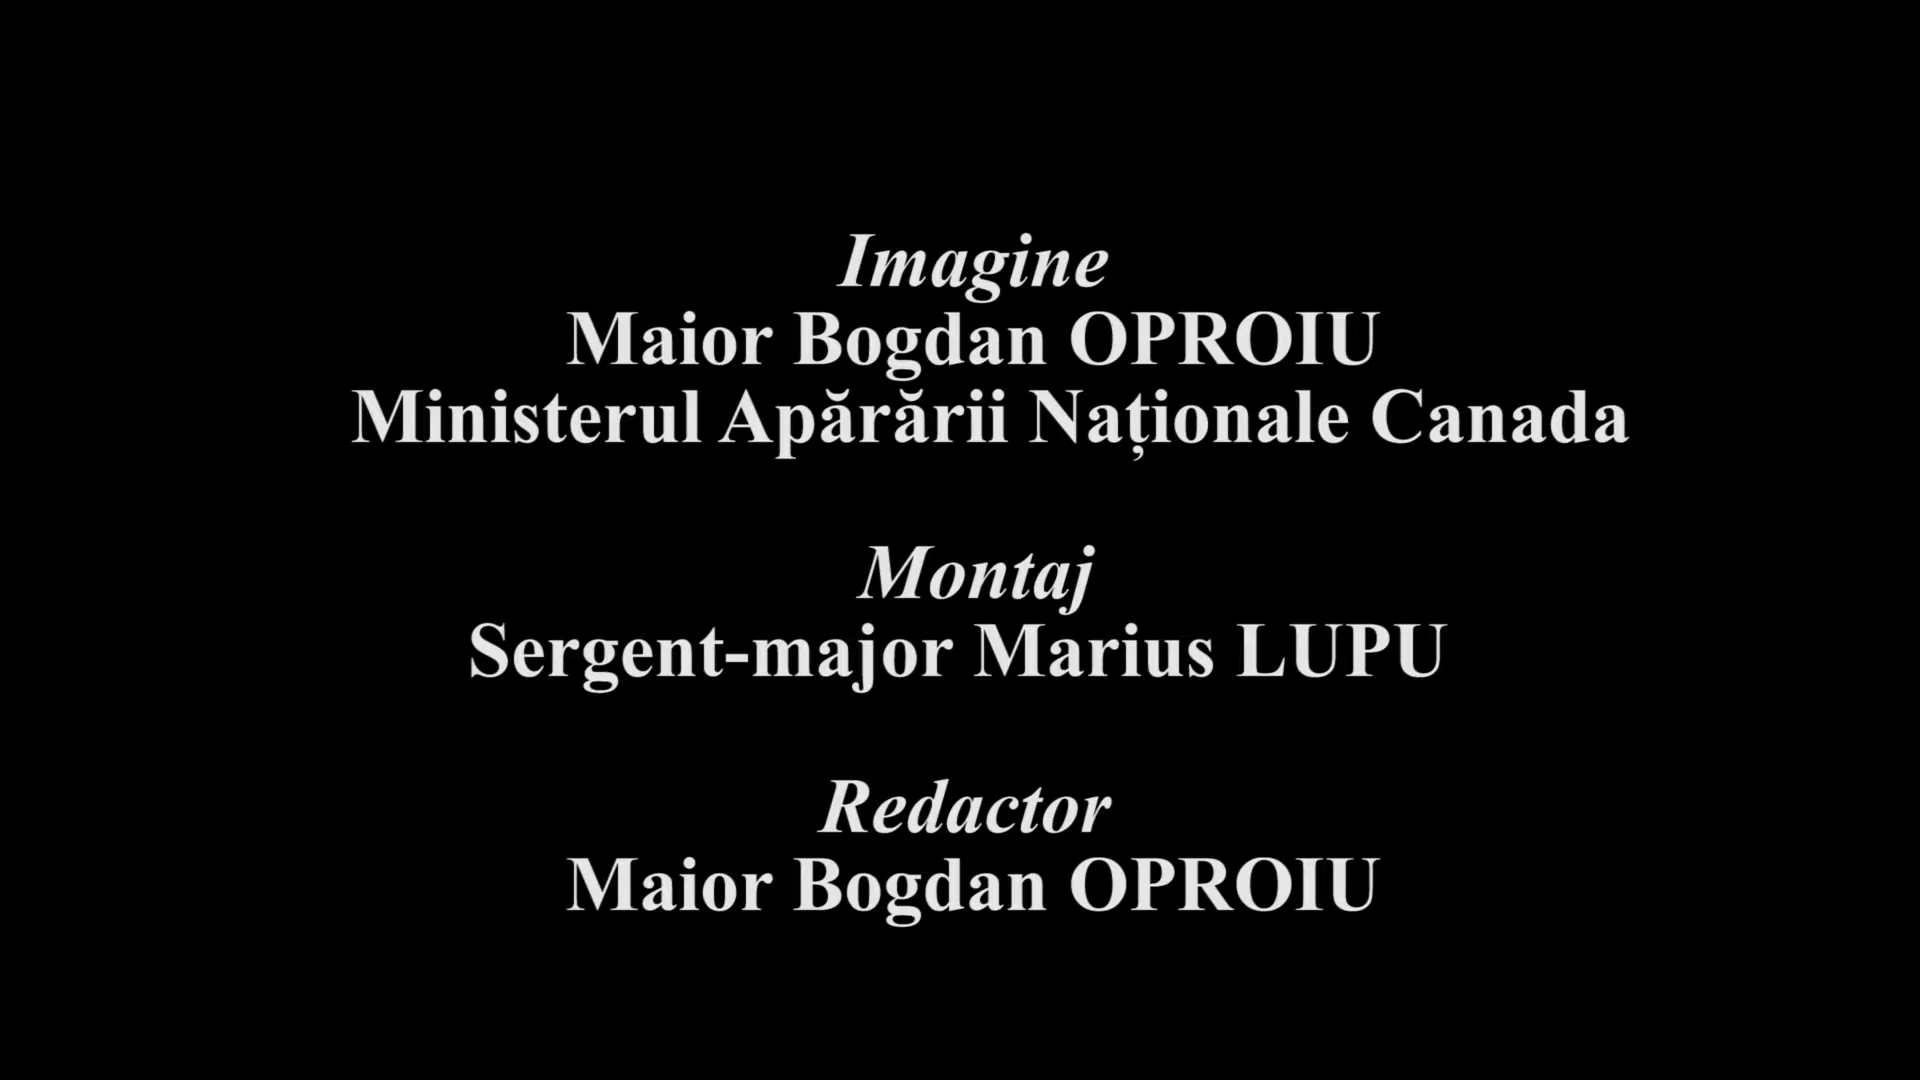 Imagine
Maior Bogdan OPROIU
Ministerul Apărării Naționale Canada
Montaj
Sergent-major Marius LUPU
Redactor
Maior Bogdan OPROIU